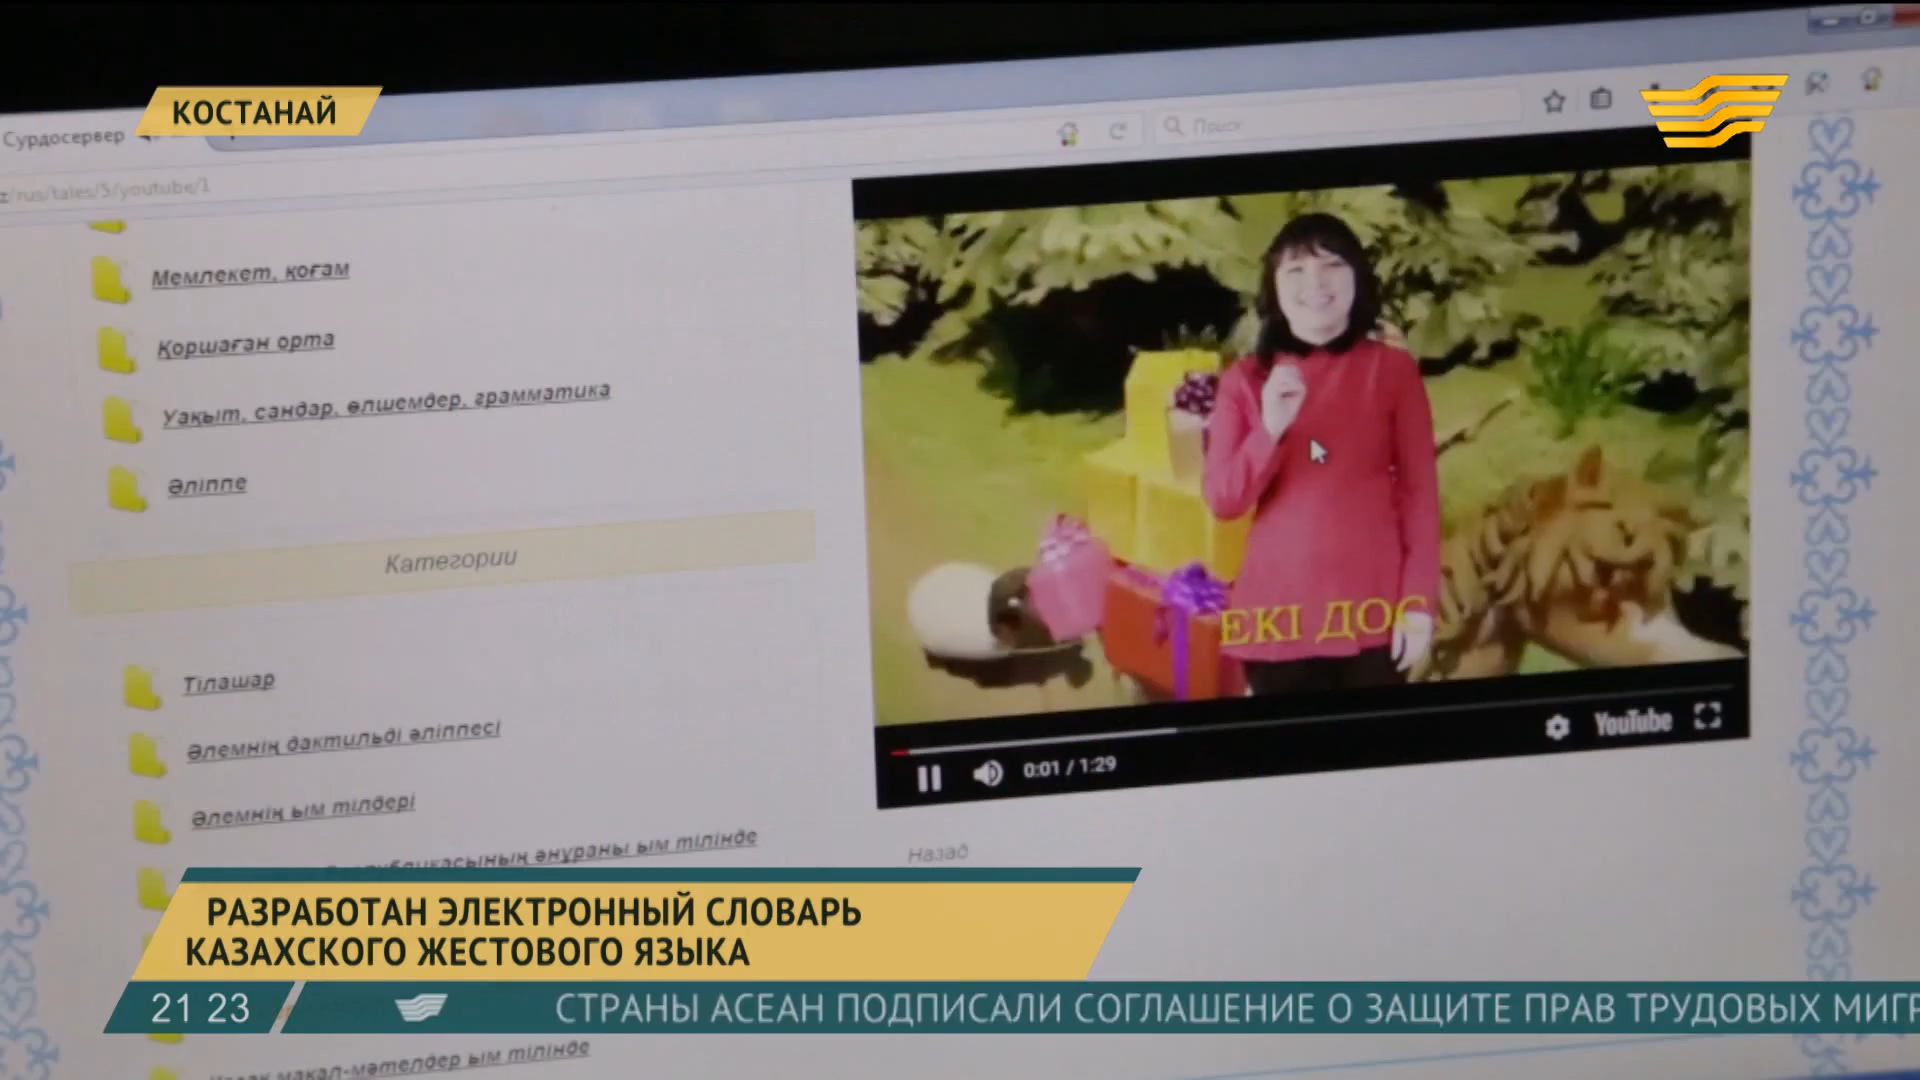 КОСТАНАЙ
Сурдосервер
Поиск
z/rus/tales/5/youtube/1
Мемлекет, қоғам
Қоршаған орта
Уақыт, сандар, өлшемдер, грамматика
Әліппе
Категории
Тілашар
Әлемнің дактильді әліппесі
Әлемнің ым тілдері
әнұраны ым тілінде
мақал-мәтелдер ым тілінде
ЕКІ ДОС
0:01 / 1:29
YouTube
Назад
РАЗРАБОТАН ЭЛЕКТРОННЫЙ СЛОВАРЬ
КАЗАХСКОГО ЖЕСТОВОГО ЯЗЫКА
21 23
СТРАНЫ АСЕАН ПОДПИСАЛИ СОГЛАШЕНИЕ О ЗАЩИТЕ ПРАВ ТРУДОВЫХ МИГР